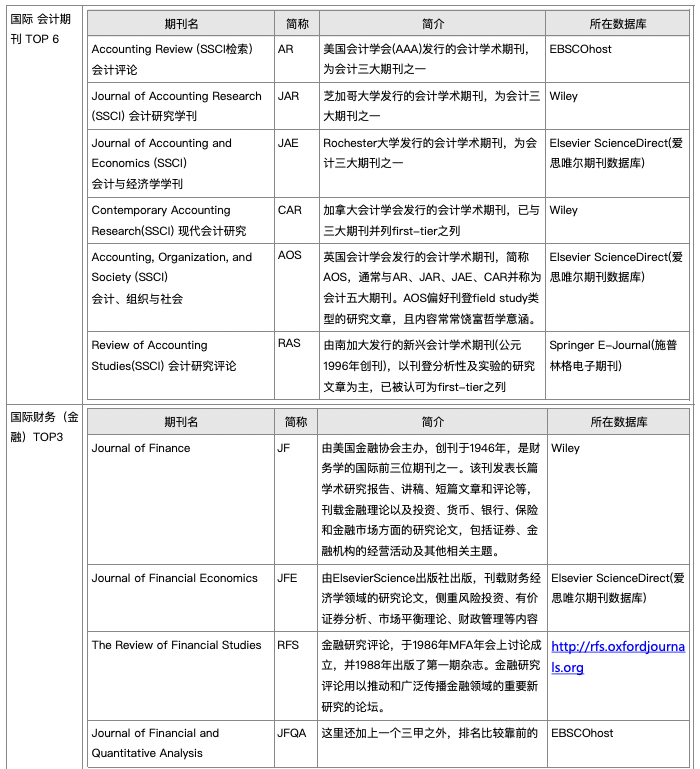 国际 会计期
刊 TOP 6
期刊名 简称 简介 所在数据库
Accounting Review (SSCI检索)
会计评论
AR
美国会计学会(AAA)发行的会计学术期刊，
为会计三大期刊之一
EBSCOhost
Journal of Accounting Research
(SSCI) 会计研究学刊
JAR
芝加哥大学发行的会计学术期刊，为会计三
大期刊之一
Wiley
Journal of Accounting and
Economics (SSCI)
会计与经济学学刊
JAE
Rochester大学发行的会计学术期刊，为会
计三大期刊之一
Elsevier ScienceDirect(爱
思唯尔期刊数据库)
Contemporary Accounting
Research(SSCI) 现代会计研究
CAR
加拿大会计学会发行的会计学术期刊，已与
三大期刊并列first-tier之列
Wiley
Accounting, Organization, and
Society (SSCI)
会计、组织与社会
AOS
英国会计学会发行的会计学术期刊，简称
AOS，通常与AR、JAR、JAE、CAR并称为
会计五大期刊。AOS偏好刊登field study类
型的研究文章，且内容常常饶富哲学意涵。
Elsevier ScienceDirect(爱
思唯尔期刊数据库)
Review of Accounting
Studies(SSCI) 会计研究评论
RAS
由南加大发行的新兴会计学术期刊(公元
1996年创刊)，以刊登分析性及实验的研究
文章为主，已被认可为first-tier之列
Springer E-Journal(施普
林格电子期刊)
国际财务（金
融）TOP3
期刊名 简称 简介 所在数据库
Journal of Finance
JF
由美国金融协会主办，创刊于1946年，是财
务学的国际前三位期刊之一。该刊发表长篇
学术研究报告、讲稿、短篇文章和评论等，
刊载金融理论以及投资、货币、银行、保险
和金融市场方面的研究论文，包括证券、金
融机构的经营活动及其他相关主题。
Wiley
Journal of Financial Economics
JFE
由ElsevierScience出版社出版，刊载财务经
济学领域的研究论文，侧重风险投资、有价
证券分析、市场平衡理论、财政管理等内容
Elsevier ScienceDirect(爱
思唯尔期刊数据库)
The Review of Financial Studies
RFS
金融研究评论，于1986年MFA年会上讨论成
立，并1988年出版了第一期杂志。金融研究
评论用以推动和广泛传播金融领域的重要新
研究的论坛。
http://rfs.oxfordjourna
ls.org
Journal of Financial and
Quantitative Analysis
JFQA
这里还加上一个三甲之外，排名比较靠前的
EBSCOhost